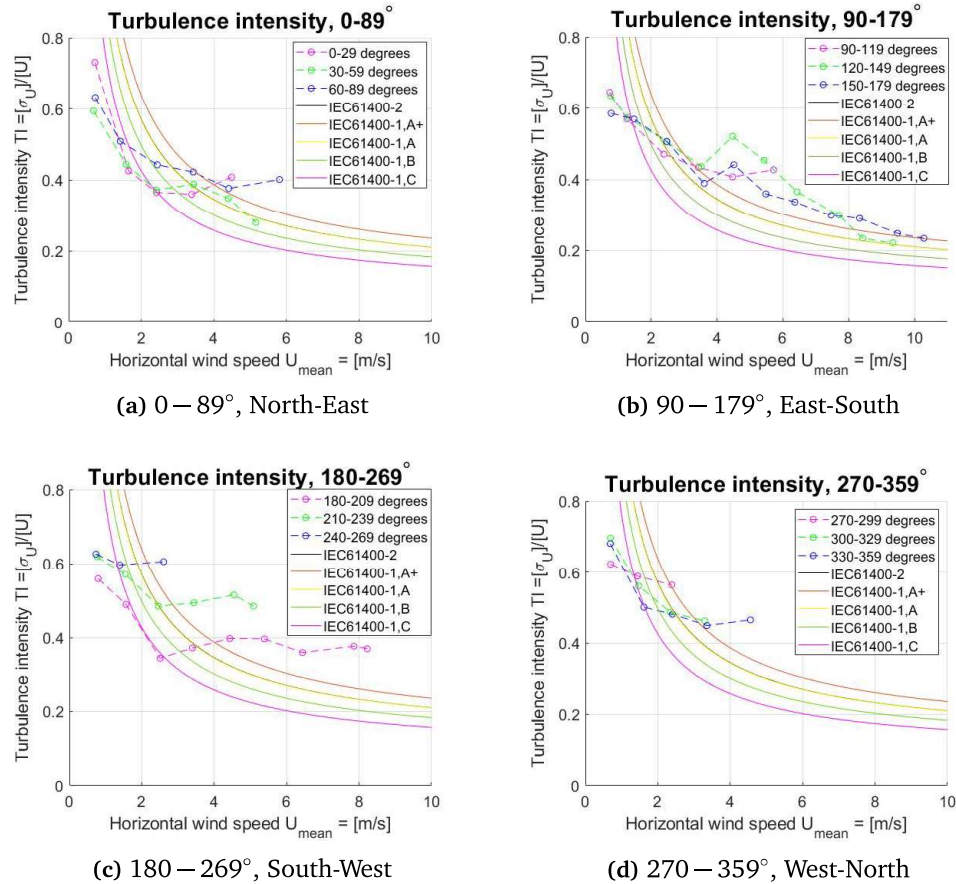 Turbulence intensity, 0-89°
Turbulence intensity TI =[σ_U]/[U]
0.8
0.6
0.4
0.2
0
0-29 degrees
30-59 degrees
60-89 degrees
IEC61400-2
IEC61400-1,A+
IEC61400-1,A
IEC61400-1,B
IEC61400-1,C
0 2 4 6 8 10
Horizontal wind speed U_mean = [m/s]
(a) 0 – 89°, North-East
Turbulence intensity, 90-179°
Turbulence intensity TI =[σ_U]/[U]
0.8
0.6
0.4
0.2
0
90-119 degrees
120-149 degrees
150-179 degrees
IEC61400 2
IEC61400-1,A+
IEC61400-1,A
IEC61400-1,B
IEC61400-1,C
0 2 4 6 8 10
Horizontal wind speed U_mean = [m/s]
(b) 90 – 179°, East-South
Turbulence intensity, 180-269°
Turbulence intensity TI =[σ_U]/[U]
0.8
0.6
0.4
0.2
0
180-209 degrees
210-239 degrees
240-269 degrees
IEC61400-2
IEC61400-1,A+
IEC61400-1,A
IEC61400-1,B
IEC61400-1,C
0 2 4 6 8 10
Horizontal wind speed U_mean = [m/s]
(c) 180 – 269°, South-West
Turbulence intensity, 270-359°
Turbulence intensity TI =[σ_U]/[U]
0.8
0.6
0.4
0.2
0
270-299 degrees
300-329 degrees
330-359 degrees
IEC61400-2
IEC61400-1,A+
IEC61400-1,A
IEC61400-1,B
IEC61400-1,C
0 2 4 6 8 10
Horizontal wind speed U_mean = [m/s]
(d) 270 – 359°, West-North